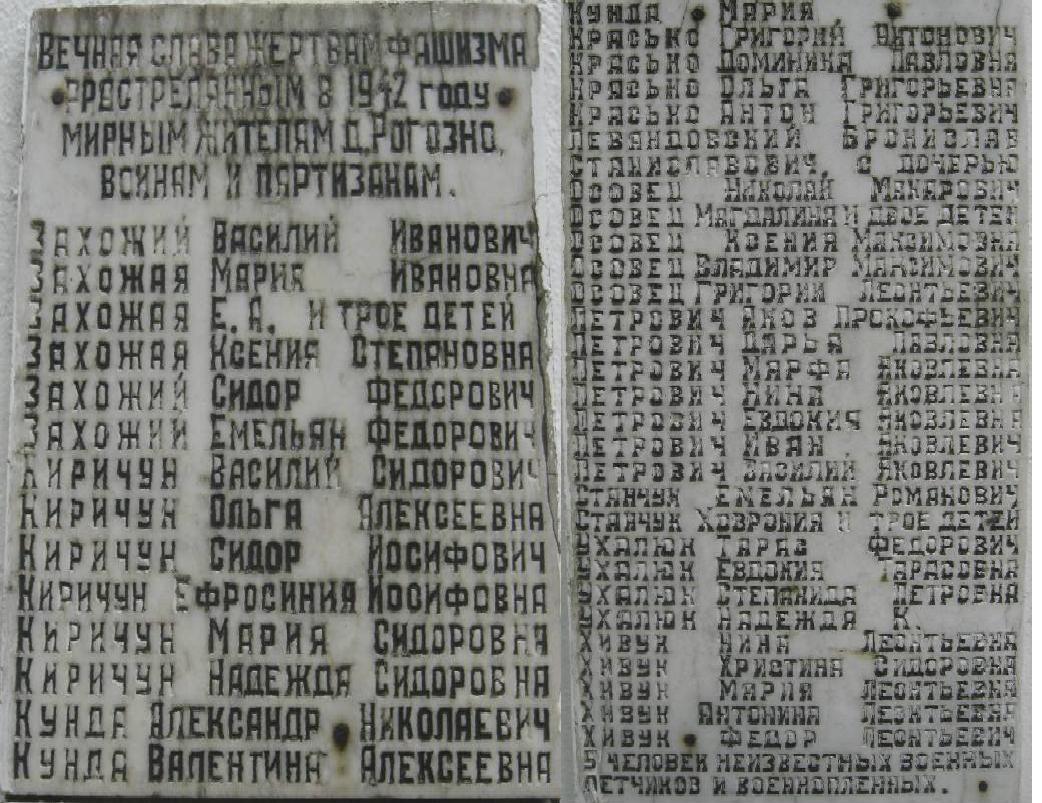 Вечная слава жертвам фашизма
рросстрелянным в 1942 году
мирным жителям д.Рогозно,
воинам и партизанам.
Захожий Василий Иванович
Захожая Мария Ивановна
Захожая Е.А. и трое детей
Захожая Ксения Степановна
Захожий Сидор Федорович
Захожий Емельян Федорович
Киричун Василий Сидорович
Киричун Ольга Алексеевна
Киричун Сидор Иосифович
Киричун Ефросиния Иосифовна
Киричун Мария Сидоровна
Киричун Надежда Сидоровна
Кунда Александр Николаевич
Кунда Валентина Алексеевна
Кунда Мария
Красько Григорий Антонович
Красько Доминика Павловна
Красько Ольга Григорьевна
Красько Антон Григорьевич
Левандовский Бронислав
Станиславович, с дочерью
Осовец Николай Макарович
Осовец Магдалина и двое детей
Осовец Ксения Максимовна
Осовец Владимир Максимович
Осовец Григорий Леонтьевич
Петрович Яков Прокофьевич
Петрович Дарья Павловна
Петрович Марфа Яковлевна
Петрович Нина Яковлевна
Петрович Евдокия Яковлевна
Петрович Иван Яковлевич
Петрович Василий Яковлевич
Станчук Емельян Романович
Станчук Ховрония и трое детей
Ухалюк Тарас Федорович
Ухалюк Евдокия Тарасовна
Ухалюк Степанида Петровна
Ухалюк Надежда К.
Хивук Нина Леонтьевна
Хивук Христина Сидоровна
Хивук Мария Леонтьевна
Хивук Антонина Леонтьевна
Хивук Федор Леонтьевич
5 человек неизвестных военных
летчиков и военнопленных.